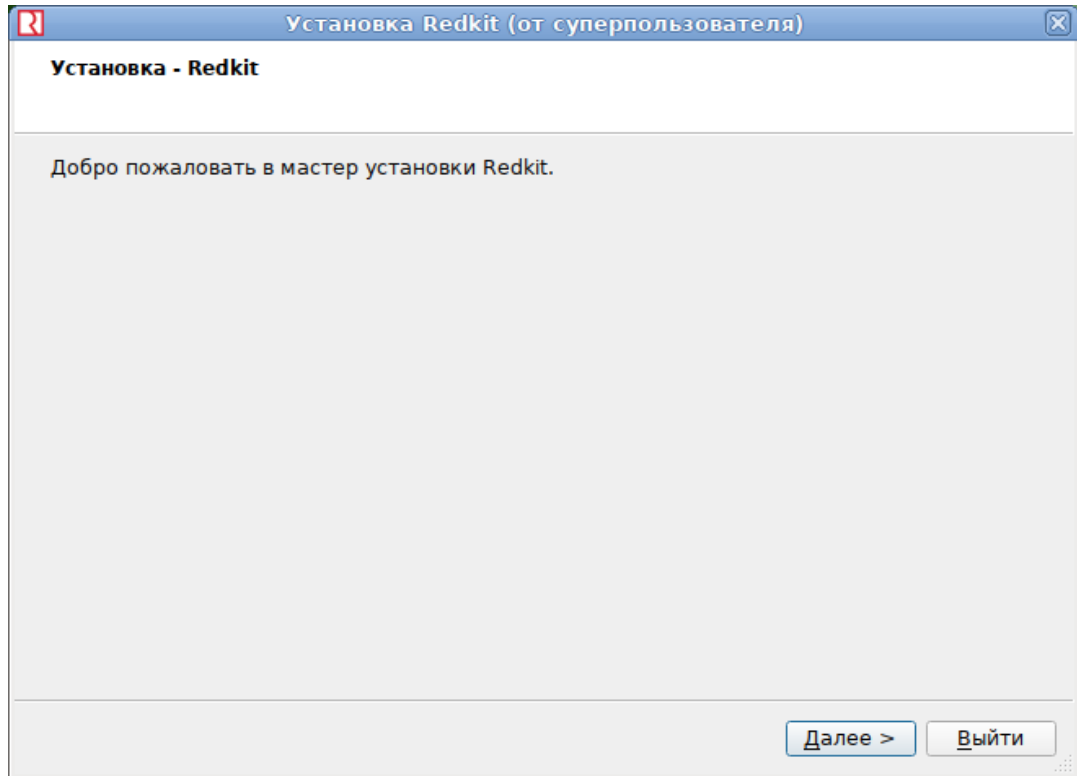 Установка Redkit (от суперпользователя)
Установка - Redkit
Добро пожаловать в мастер установки Redkit.
Далее >
Выйти